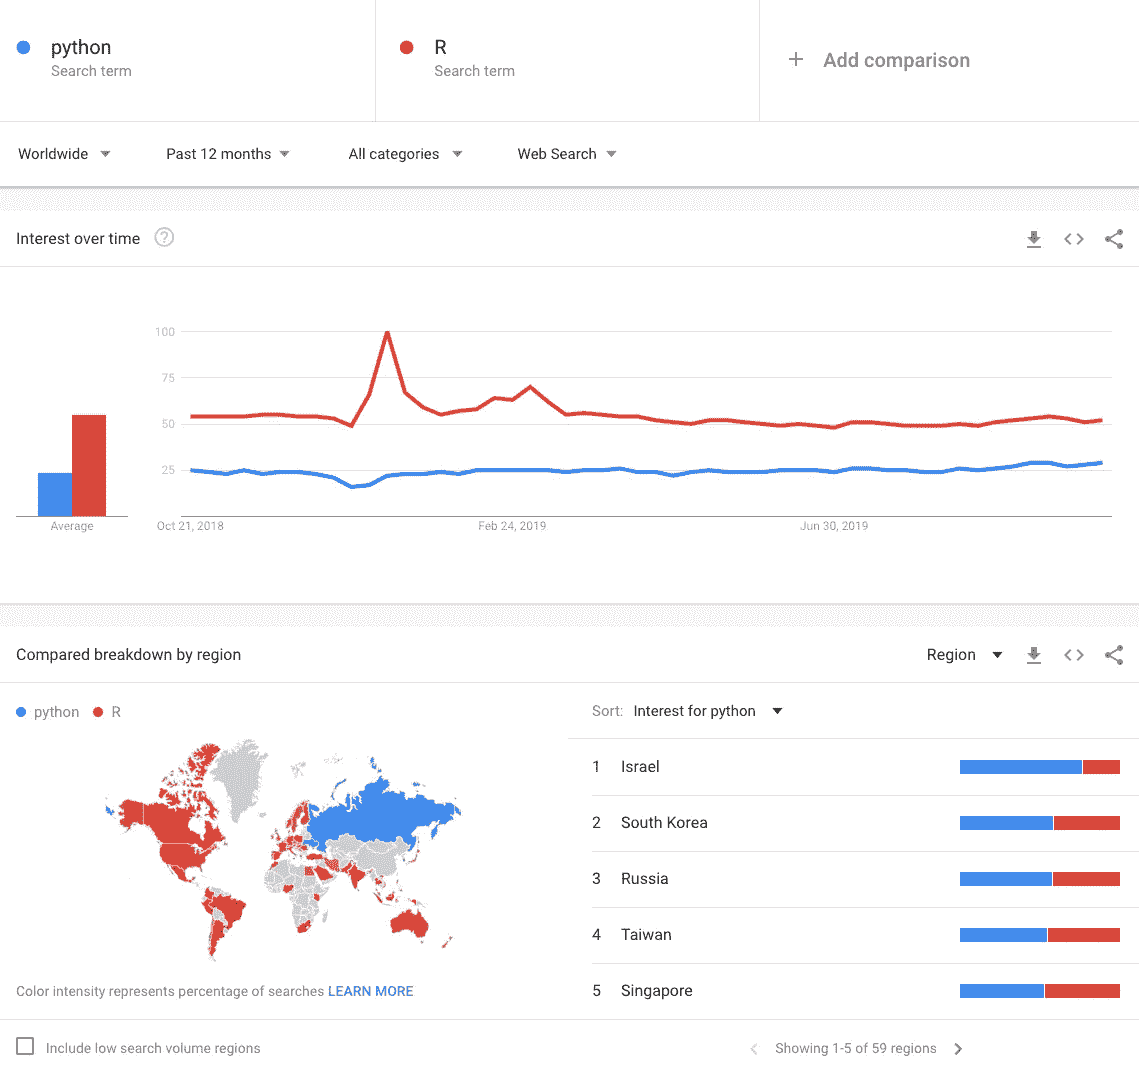 python
Search term
R
Search term
+ Add comparison
Worldwide
Past 12 months
All categories
Web Search
Interest over time ?
100
75
50
25
Average
Oct 21, 2018
Feb 24, 2019
Jun 30, 2019
Compared breakdown by region
Region
python R
Sort: Interest for python
1 Israel
2 South Korea
3 Russia
4 Taiwan
5 Singapore
Color intensity represents percentage of searches LEARN MORE
Include low search volume regions
Showing 1-5 of 59 regions